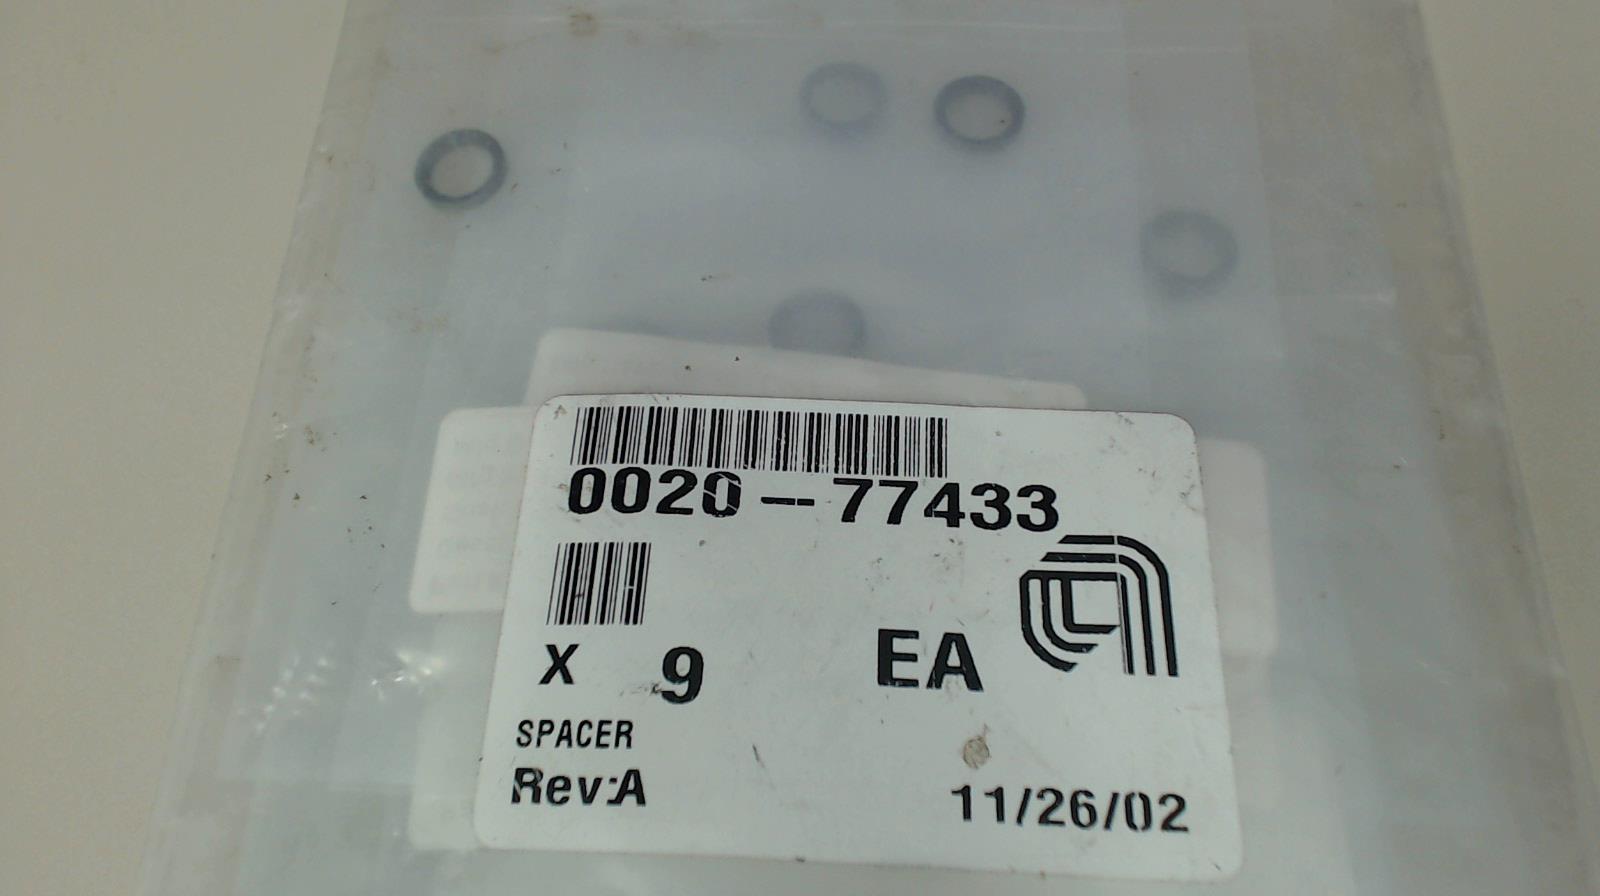 0020-77433
X 9 EA
SPACER
Rev:A
11/26/02